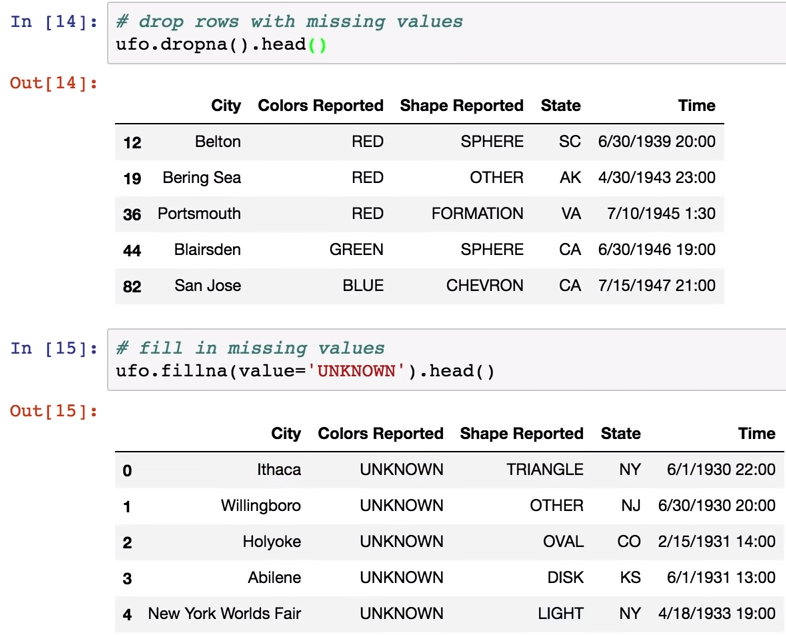 In [14]: # drop rows with missing values
ufo.dropna().head()
Out[14]:
City Colors Reported Shape Reported State Time
12 Belton RED SPHERE SC 6/30/1939 20:00
19 Bering Sea RED OTHER AK 4/30/1943 23:00
36 Portsmouth RED FORMATION VA 7/10/1945 1:30
44 Blairsden GREEN SPHERE CA 6/30/1946 19:00
82 San Jose BLUE CHEVRON CA 7/15/1947 21:00
In [15]: # fill in missing values
ufo.fillna(value='UNKNOWN').head()
Out[15]:
City Colors Reported Shape Reported State Time
0 Ithaca UNKNOWN TRIANGLE NY 6/1/1930 22:00
1 Willingboro UNKNOWN OTHER NJ 6/30/1930 20:00
2 Holyoke UNKNOWN OVAL CO 2/15/1931 14:00
3 Abilene UNKNOWN DISK KS 6/1/1931 13:00
4 New York Worlds Fair UNKNOWN LIGHT NY 4/18/1933 19:00